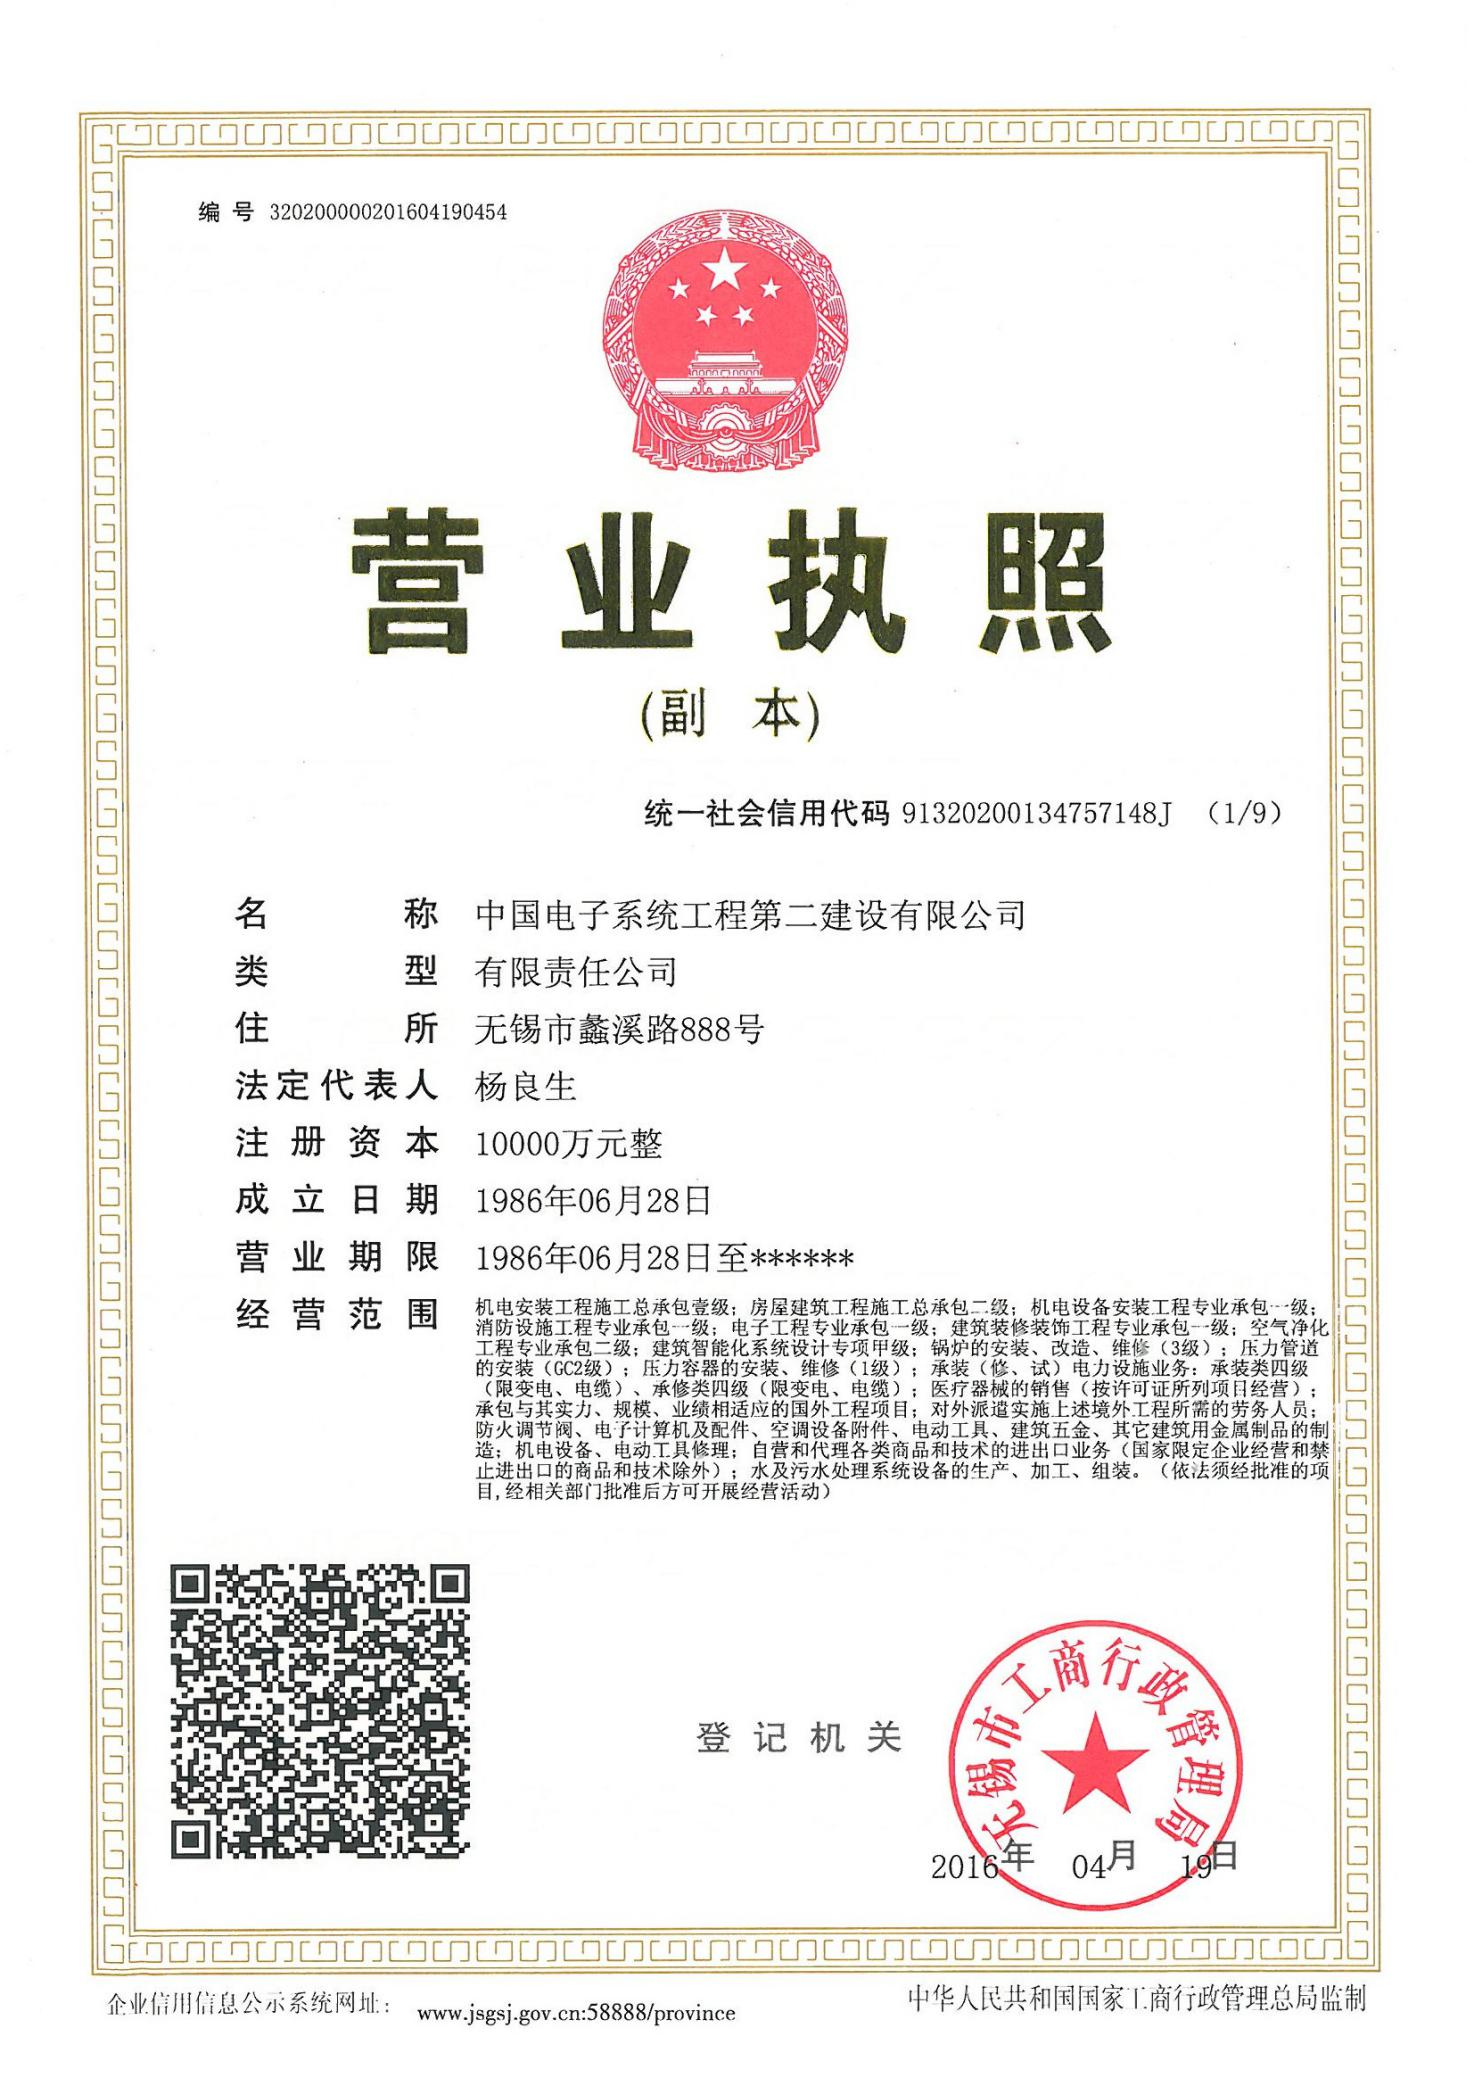 编 号 320200000201604190454
营业执照
(副 本)
统一社会信用代码 91320200134757148J （1/9）
名 称 中国电子系统工程第二建设有限公司
类 型 有限责任公司
住 所 无锡市蠡溪路888号
法定代表人 杨良生
注册资本 10000万元整
成立日期 1986年06月28日
营业期限 1986年06月28日至******
经营范围 机电安装工程施工总承包壹级；房屋建筑工程施工总承包二级；机电设备安装工程专业承包一级；
消防设施工程专业承包一级；电子工程专业承包一级；建筑装修装饰工程专业承包一级；空气净化
工程专业承包二级；建筑智能化系统设计专项甲级；锅炉的安装、改造、维修（3级）；压力管道
的安装（GC2级）；压力容器的安装、维修（1级）；承装（修、试）电力设施业务：承装类四级
（限变电、电缆）、承修类四级（限变电、电缆）；医疗器械的销售（按许可证所列项目经营）；
承包与其实力、规模、业绩相适应的国外工程项目；对外派遣实施上述境外工程所需的劳务人员；
防火调节阀、电子计算机及配件、空调设备附件、电动工具、建筑五金、其它建筑用金属制品的制
造；机电设备、电动工具修理；自营和代理各类商品和技术的进出口业务（国家限定企业经营和禁
止进出口的商品和技术除外）；水及污水处理系统设备的生产、加工、组装。（依法须经批准的项
目,经相关部门批准后方可开展经营活动）
登记机关
无锡市工商行政管理局
2016年 04月 19日
企业信用信息公示系统网址： www.jsgsj.gov.cn:58888/province
中华人民共和国国家工商行政管理总局监制